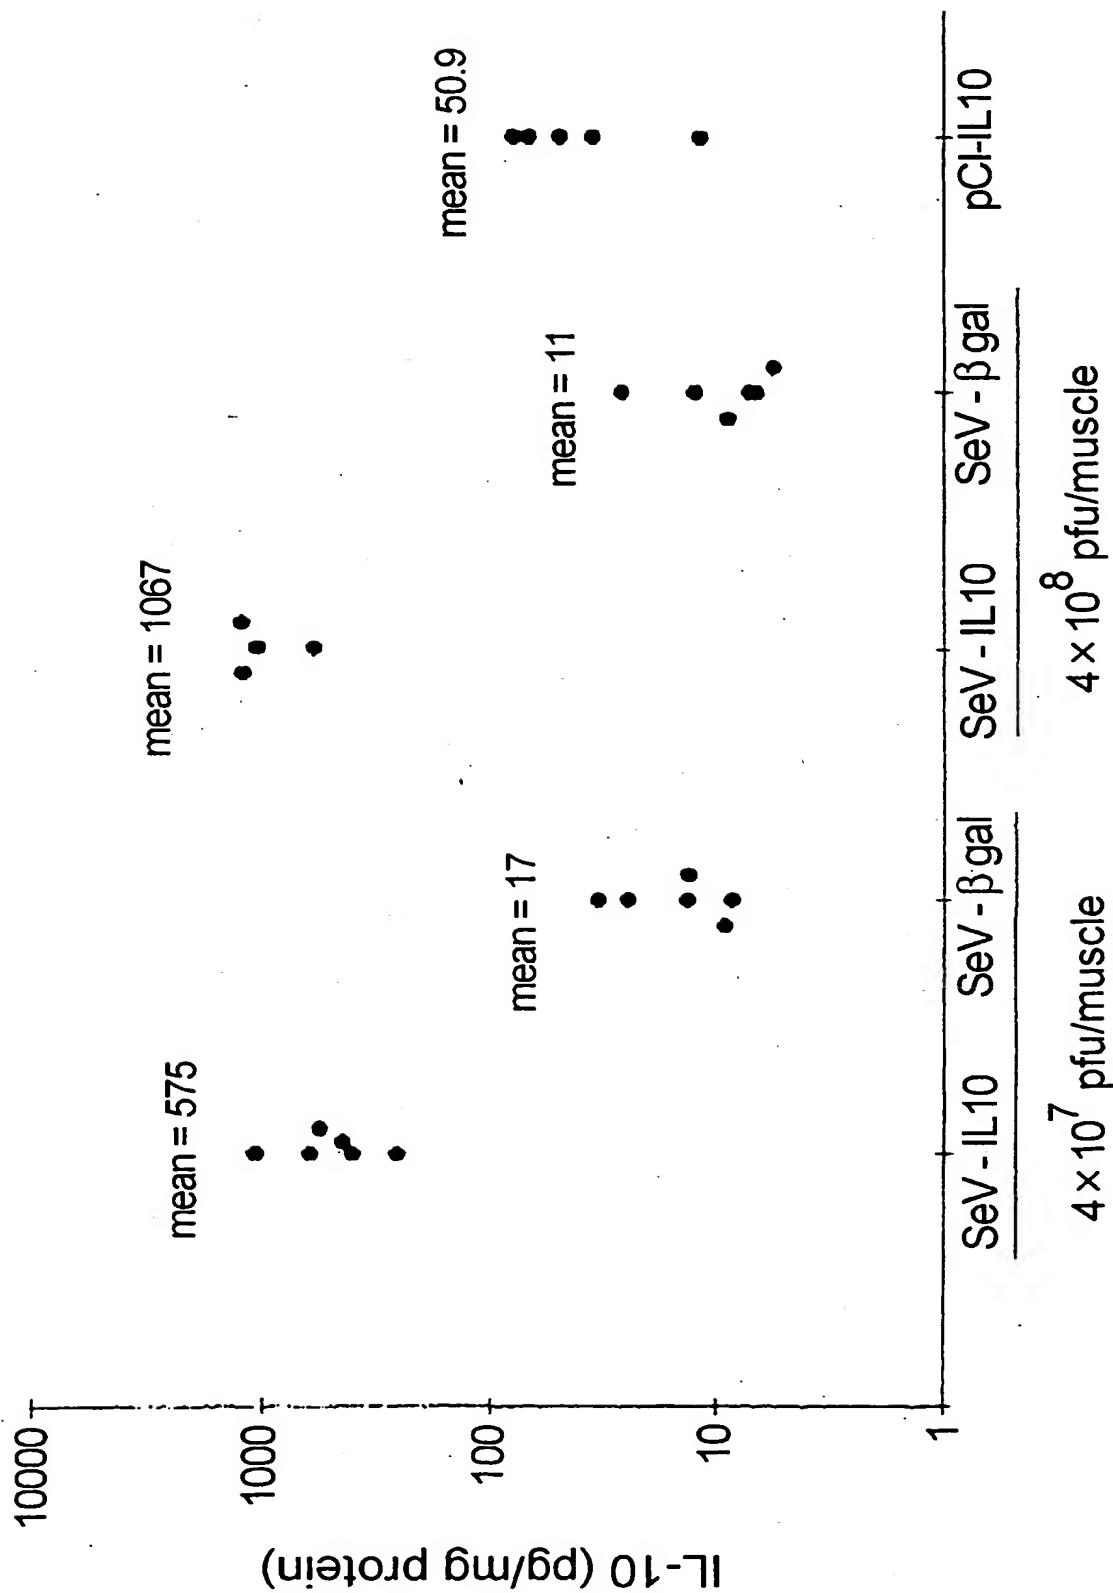 IL-10 (pg/mg protein)
10000
1000
100
10
1
mean = 575
mean = 17
mean = 1067
mean = 11
mean = 50.9
SeV - IL10 SeV - β gal SeV - IL10 SeV - β gal pCI-IL10
4 × 10⁷ pfu/muscle 4 × 10⁸ pfu/muscle